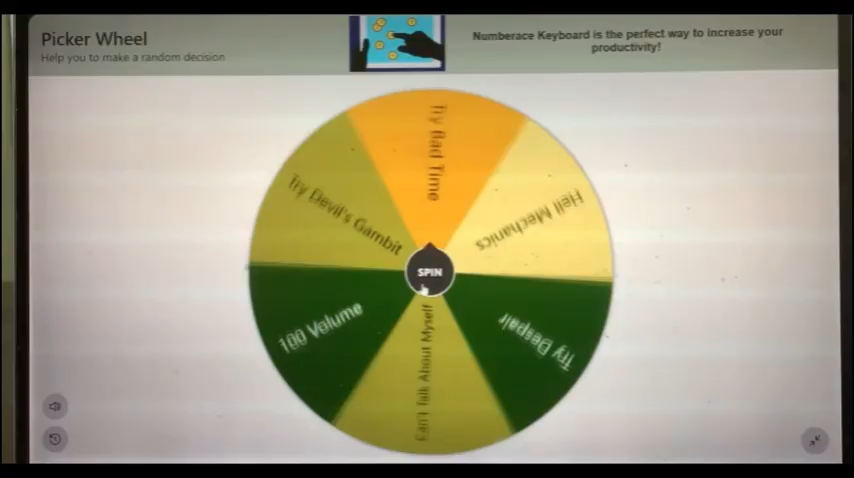 Picker Wheel
Help you to make a random decision
Numberace Keyboard is the perfect way to increase your
productivity!
Try Bad Time
Hell Mechanics
Try Despair
Can't Talk About Myself
100 Volume
Try Devil's Gambit
SPIN